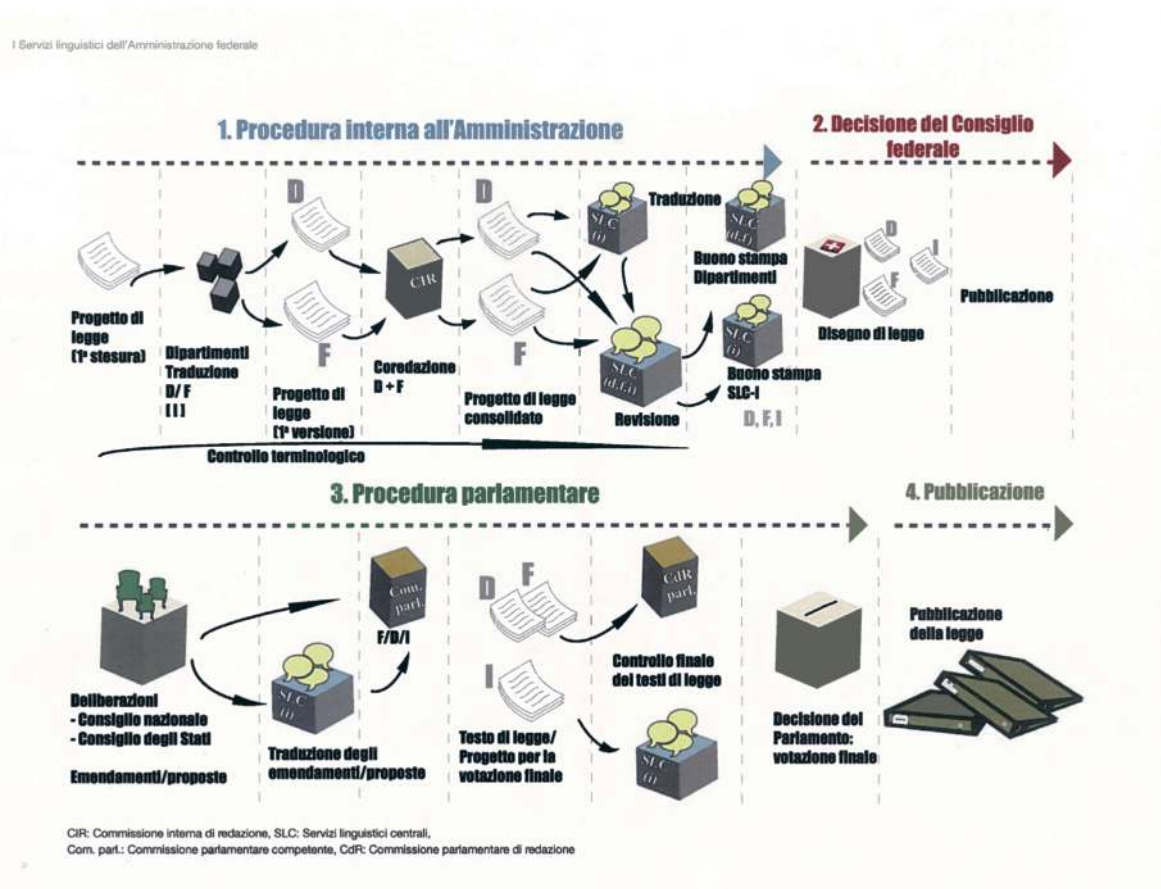 I Servizi linguistici dell'Amministrazione federale
1. Procedura interna all'Amministrazione
2. Decisione del Consiglio
federale
D
D
SLC
(i)
Traduzione
SLC
(d,f)
Buono stampa
Dipartimenti
D
I
F
CIR
Progetto di
legge
(1ª stesura)
Dipartimenti
Traduzione
D/ F
[ I ]
F
Progetto di
legge
(1ª versione)
Coredazione
D + F
F
Progetto di legge
consolidato
SLC
(d,f,i)
Revisione
SLC
(i)
Buono stampa
SLC-I
D, F, I
Disegno di legge
Pubblicazione
Controllo terminologico
3. Procedura parlamentare
4. Pubblicazione
Deliberazioni
- Consiglio nazionale
- Consiglio degli Stati
Emendamenti/proposte
SLC
(i)
Traduzione degli
emendamenti/proposte
Com.
parl.
F/D/I
D
F
I
Testo di legge/
Progetto per la
votazione finale
CdR
parl.
Controllo finale
dei testi di legge
SLC
(i)
Decisione del
Parlamento:
votazione finale
Pubblicazione
della legge
D
CIR: Commissione interna di redazione, SLC: Servizi linguistici centrali,
Com. parl.: Commissione parlamentare competente, CdR: Commissione parlamentare di redazione